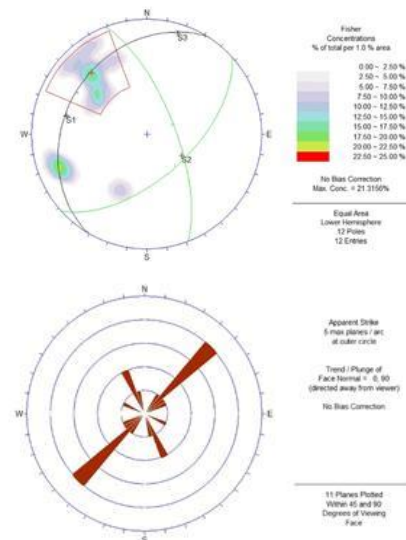 N
W
E
S
S1
S2
S3
Fisher
Concentrations
% of total per 1.0 % area
0.00 ~ 2.50 %
2.50 ~ 5.00 %
5.00 ~ 7.50 %
7.50 ~ 10.00 %
10.00 ~ 12.50 %
12.50 ~ 15.00 %
15.00 ~ 17.50 %
17.50 ~ 20.00 %
20.00 ~ 22.50 %
22.50 ~ 25.00 %
No Bias Correction
Max. Conc. = 21.3156%
Equal Area
Lower Hemisphere
12 Poles
12 Entries
N
W
E
S
Apparent Strike
5 max planes / arc
at outer circle
Trend / Plunge of
Face Normal = 0, 90
(directed away from viewer)
No Bias Correction
11 Planes Plotted
Within 45 and 90
Degrees of Viewing
Face